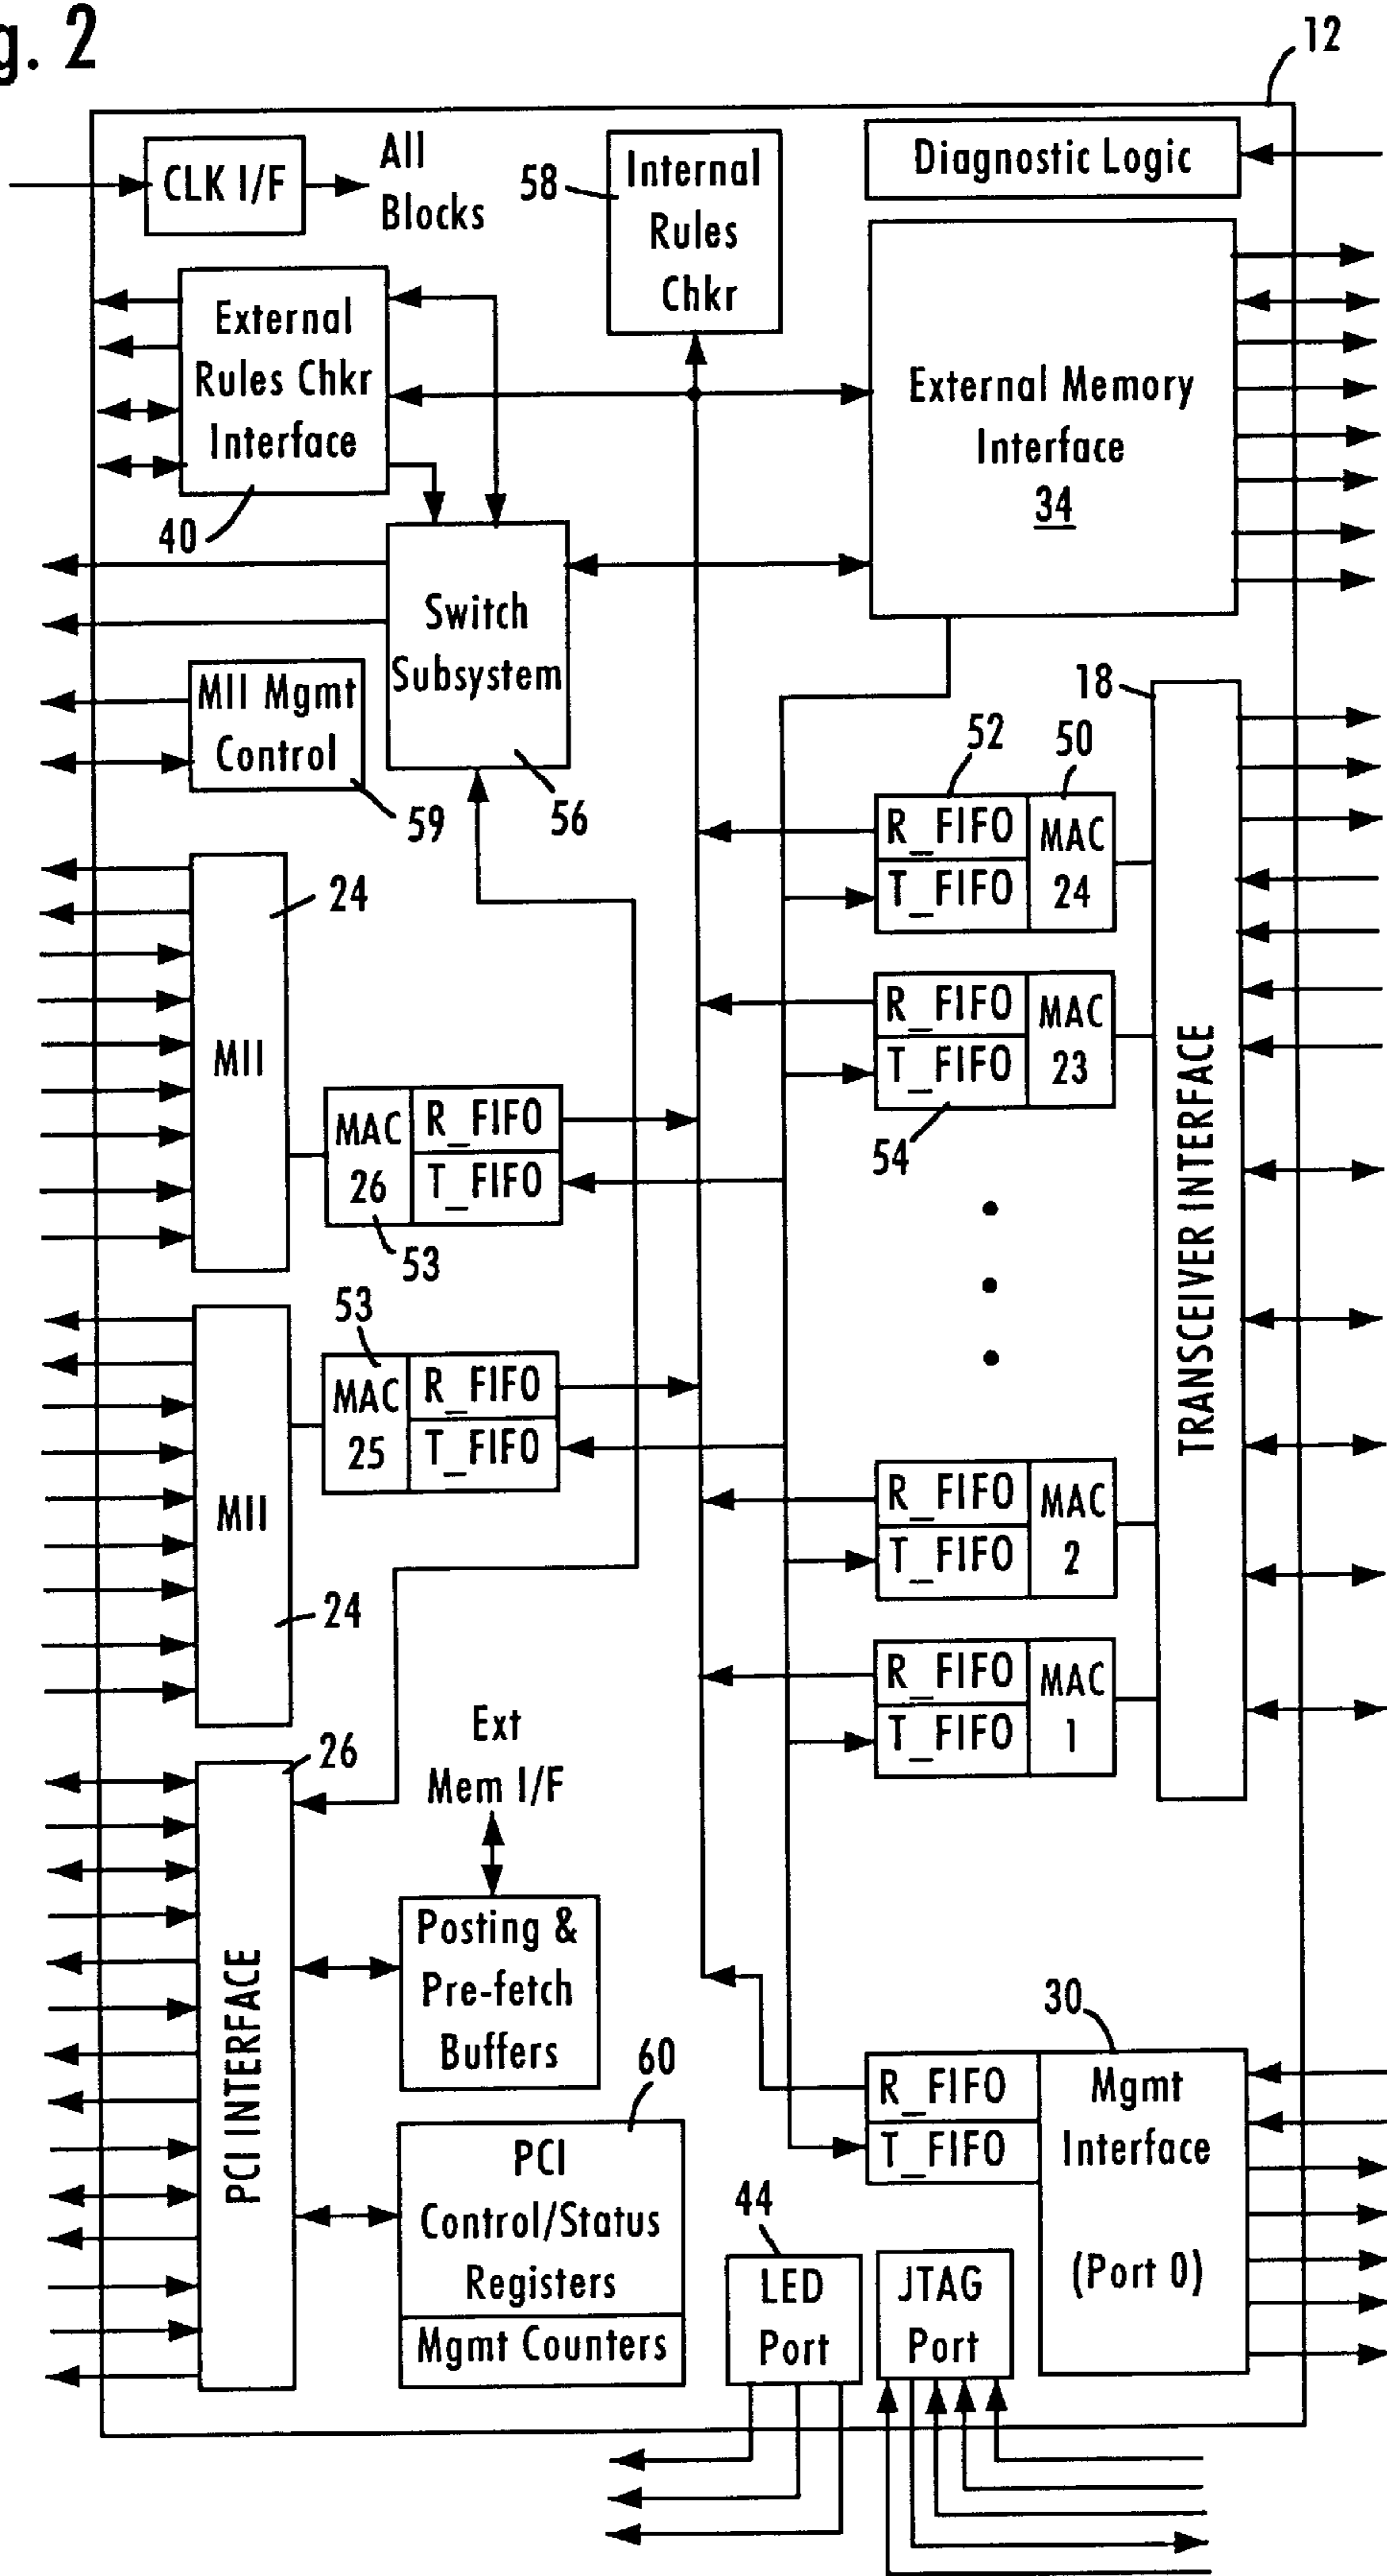 g. 2
12
CLK I/F
All
Blocks
58
Internal
Rules
Chkr
Diagnostic Logic
External
Rules Chkr
Interface
40
External Memory
Interface
34
Switch
Subsystem
56
MII Mgmt
Control
59
18
TRANSCEIVER INTERFACE
52
50
R_FIFO
T_FIFO
MAC
24
R_FIFO
T_FIFO
MAC
23
54
24
MII
MAC
26
R_FIFO
T_FIFO
53
53
MAC
25
R_FIFO
T_FIFO
MII
24
R_FIFO
T_FIFO
MAC
2
R_FIFO
T_FIFO
MAC
1
26
PCI INTERFACE
Ext
Mem I/F
Posting &
Pre-fetch
Buffers
60
PCI
Control/Status
Registers
Mgmt Counters
30
R_FIFO
T_FIFO
Mgmt
Interface
(Port 0)
44
LED
Port
JTAG
Port